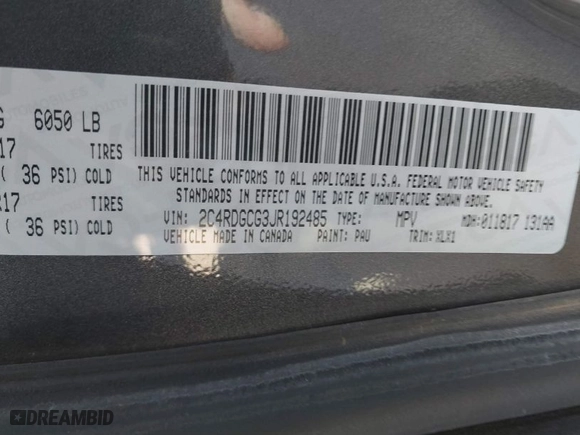 G 6050 LB
17 TIRES
( 36 PSI) COLD
R17 TIRES
( 36 PSI) COLD
THIS VEHICLE CONFORMS TO ALL APPLICABLE U.S.A. FEDERAL MOTOR VEHICLE SAFETY
STANDARDS IN EFFECT ON THE DATE OF MANUFACTURE SHOWN ABOVE.
VIN: 2C4RDGCG3JR192485 TYPE: MPV MDH: 011817 131AA
VEHICLE MADE IN CANADA PAINT: PAU TRIM: XLX1
DREAMBID